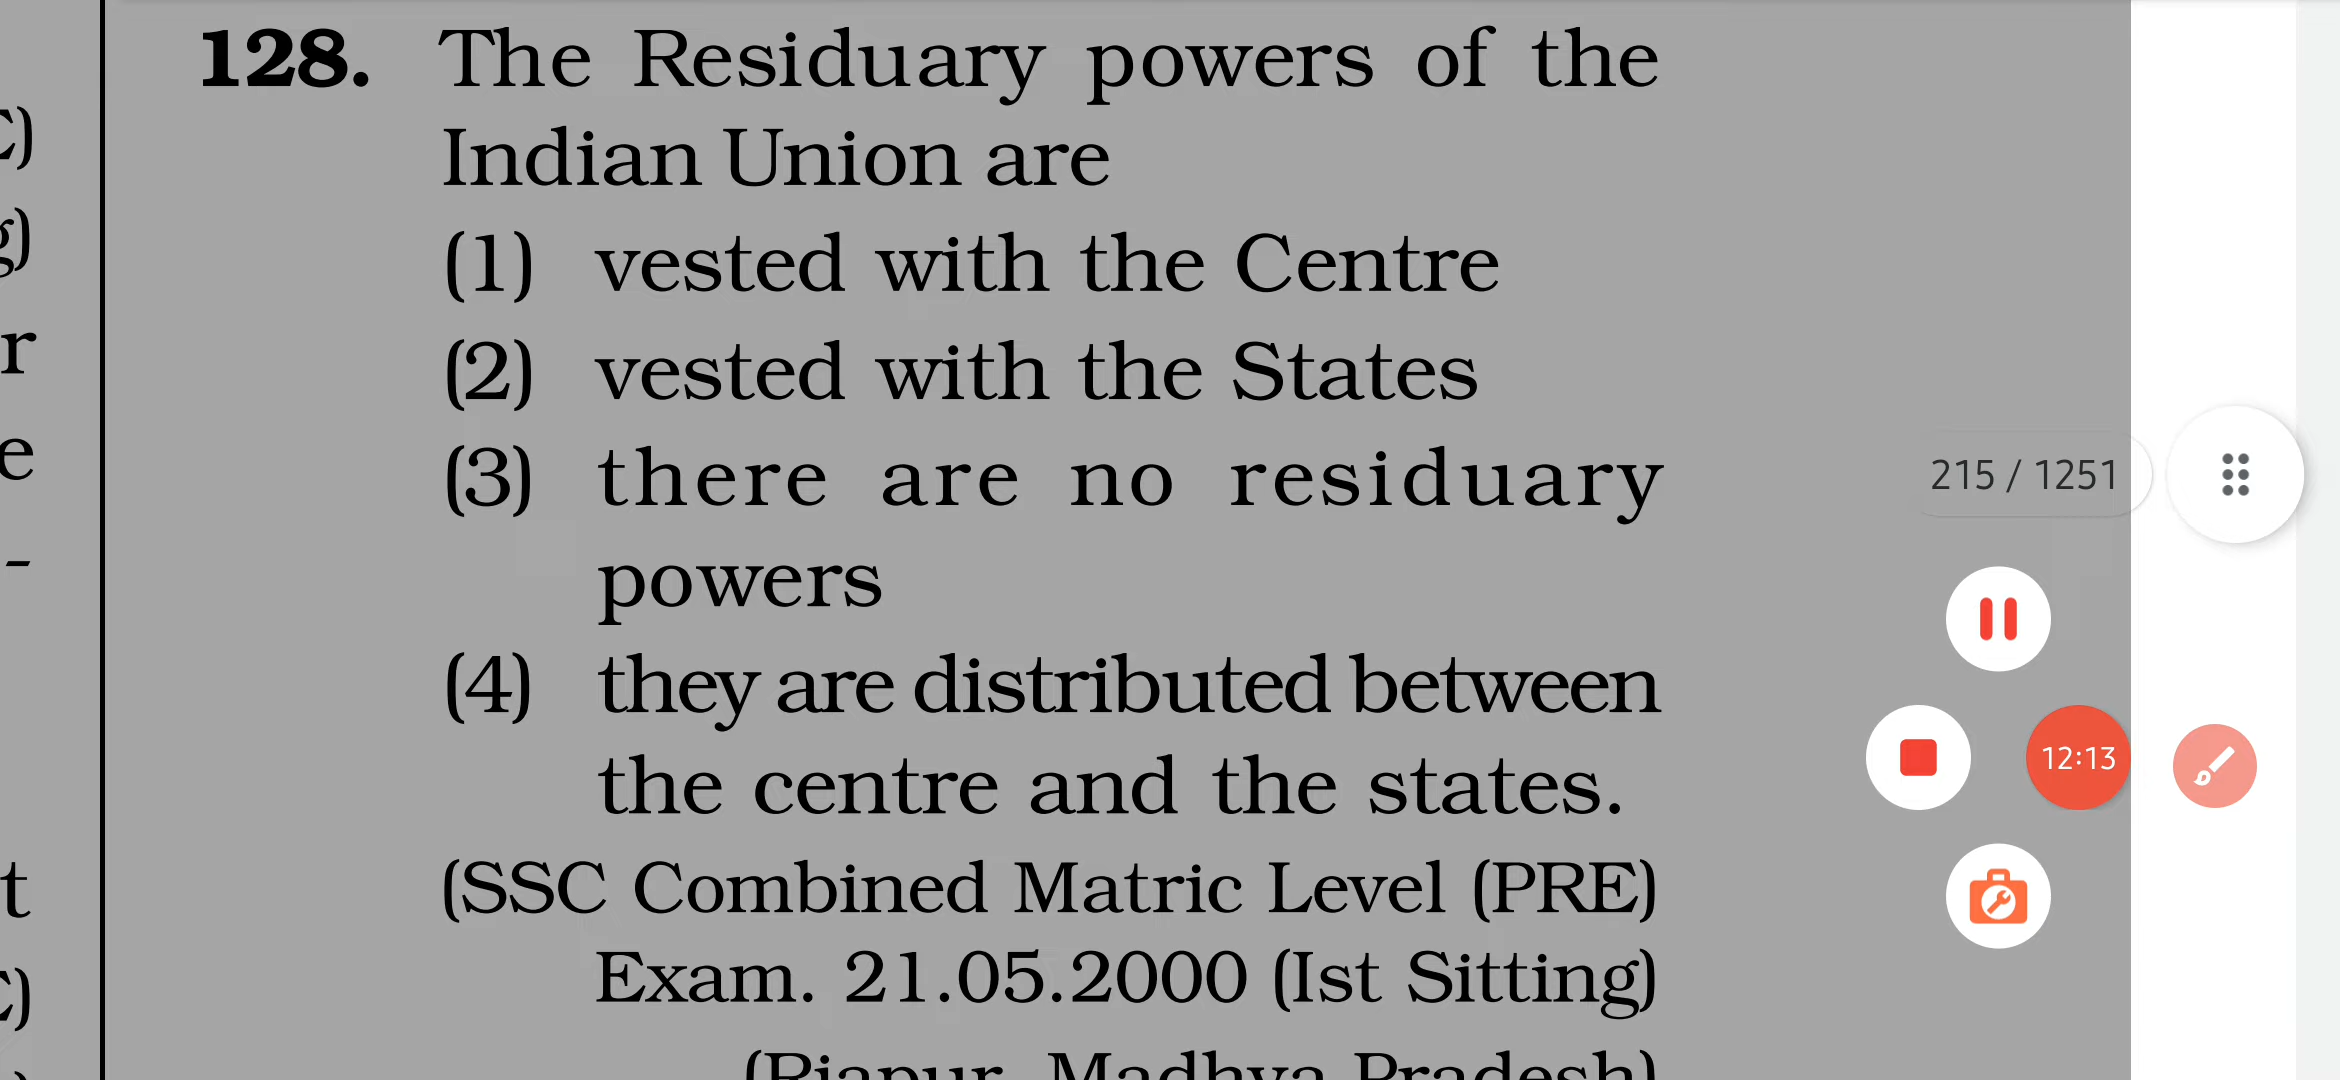 128. The Residuary powers of the
Indian Union are
(1) vested with the Centre
(2) vested with the States
(3) there are no residuary
powers
(4) they are distributed between
the centre and the states.
(SSC Combined Matric Level (PRE)
Exam. 21.05.2000 (Ist Sitting)
Madhya Pradesh)
215 / 1251
12:13
g)
r
e
-
t